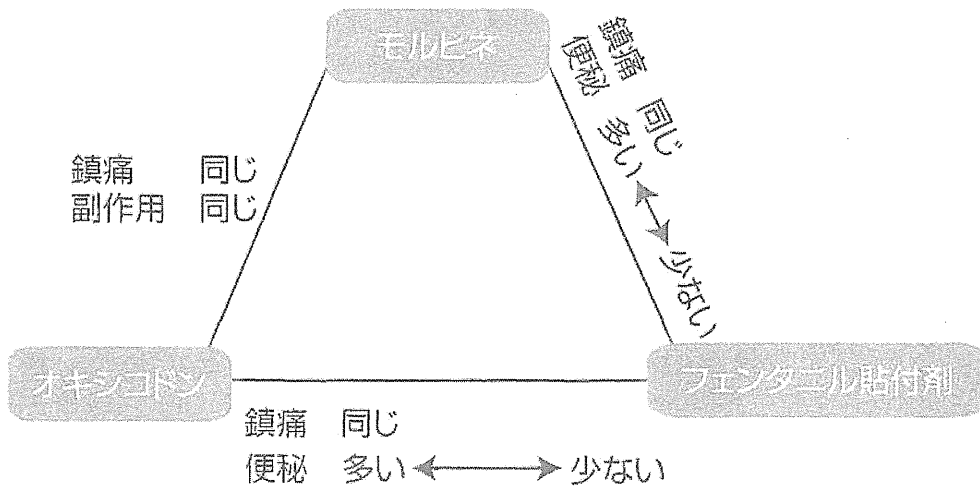 モルヒネ
鎮痛 同じ
便秘 多い 少ない
鎮痛 同じ
副作用 同じ
オキシコドン
フェンタニル貼付剤
鎮痛 同じ
便秘 多い 少ない